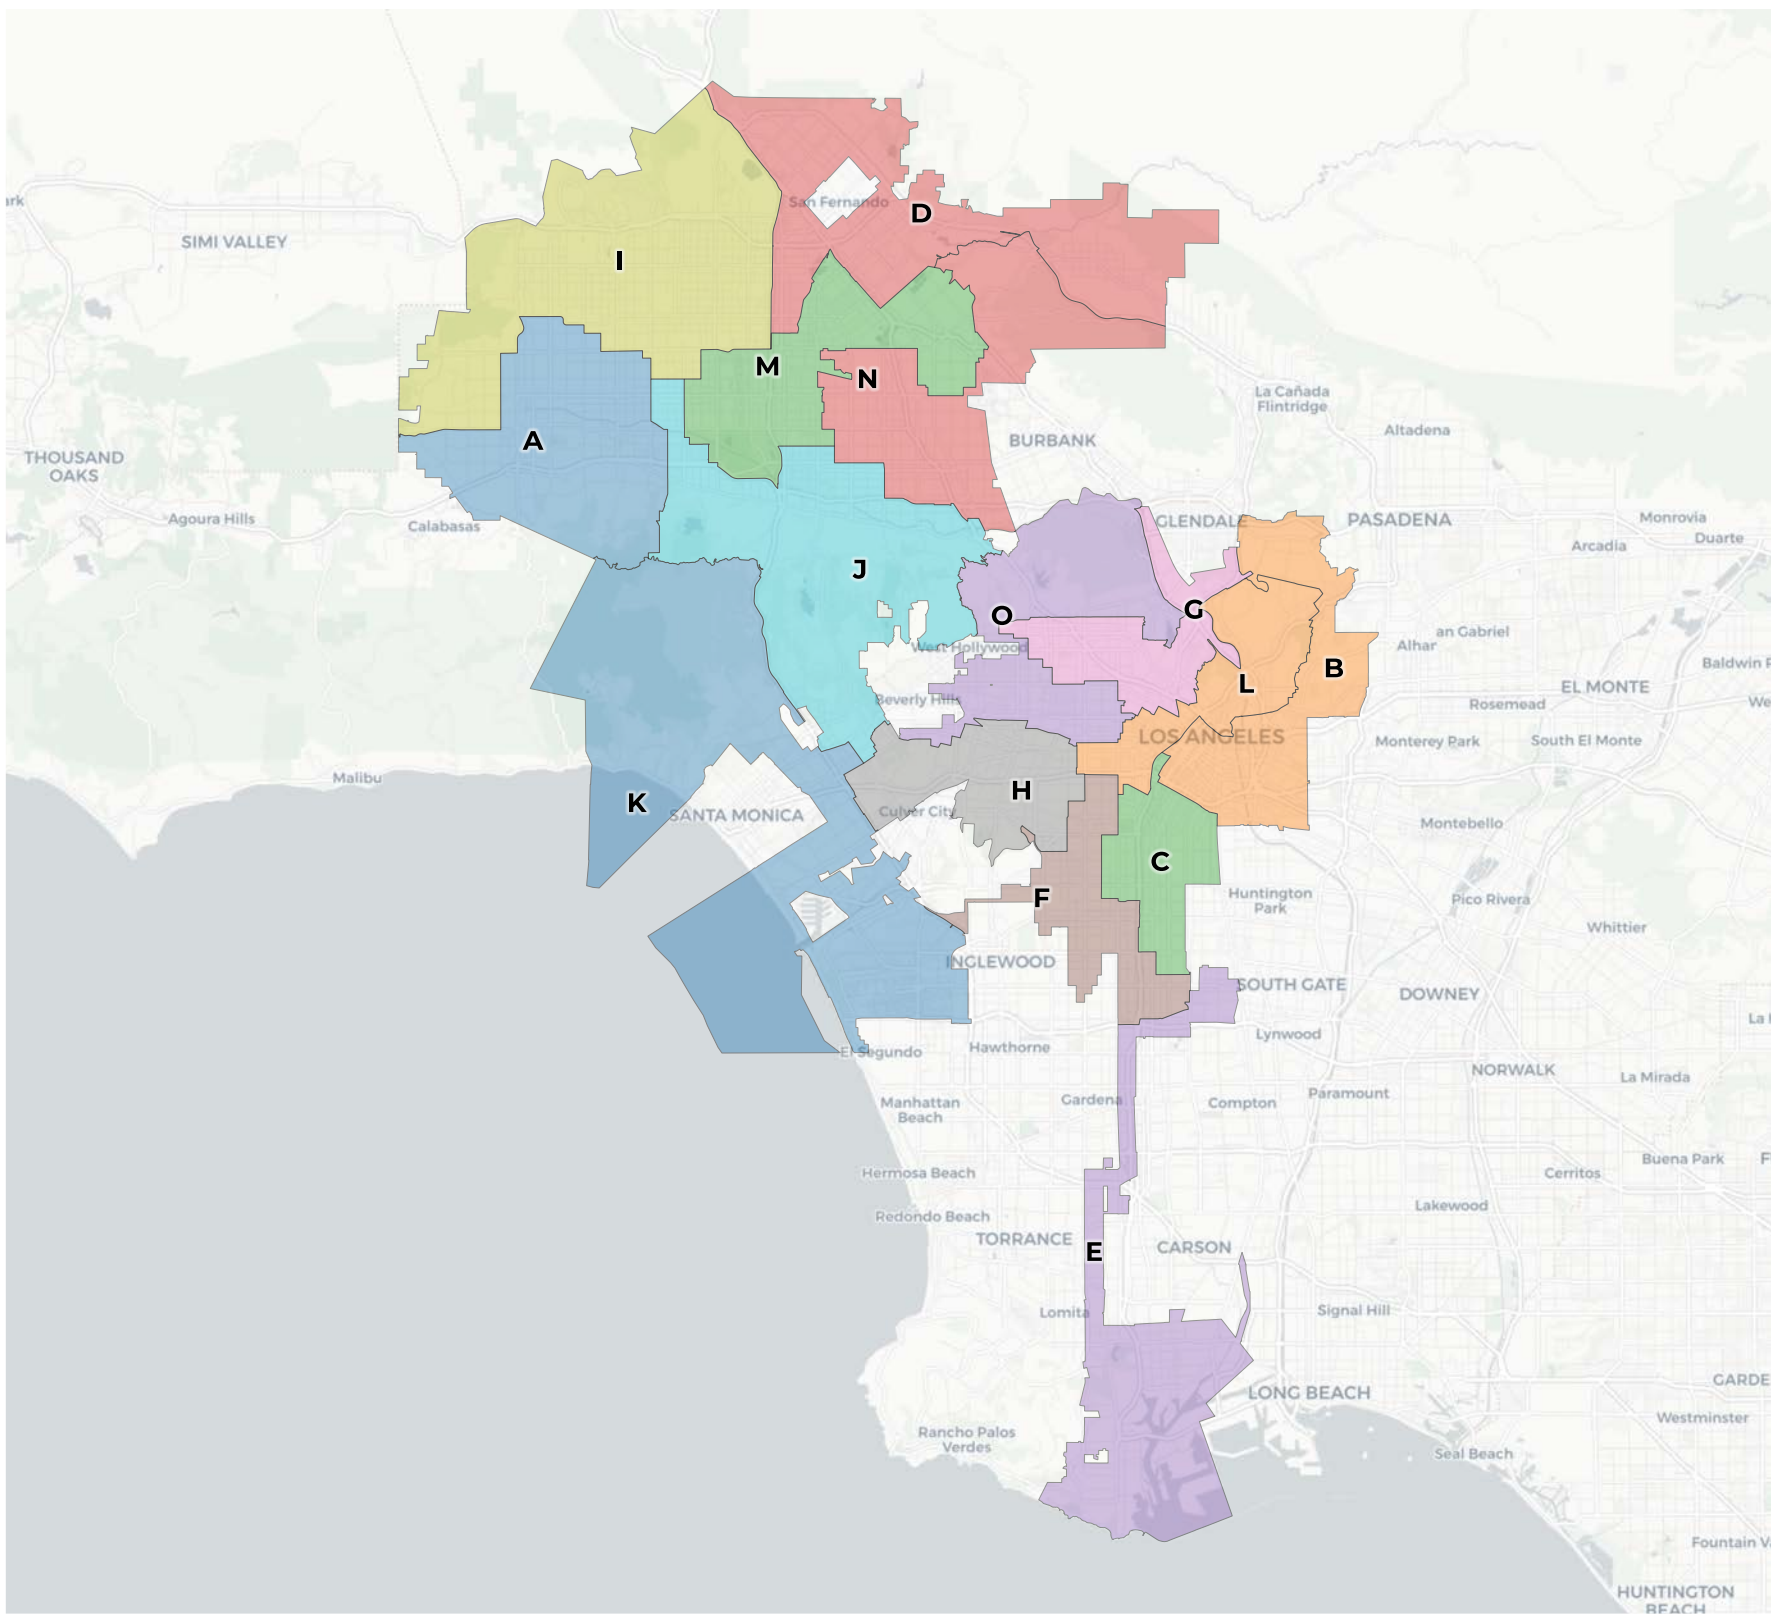 San Fernando
ark
D
SIMI VALLEY
I
M
N
La Cañada
Flintridge
A
BURBANK
Altadena
THOUSAND
OAKS
Agoura Hills
Calabasas
GLENDALE
PASADENA
Monrovia
Duarte
Arcadia
J
G
O
West Hollywood
Alhar
an Gabriel
B
Baldwin P
L
EL MONTE
Beverly Hills
Rosemead
We
LOS ANGELES
Monterey Park
South El Monte
Malibu
K
H
SANTA MONICA
Culver City
Montebello
C
F
Huntington
Park
Pico Rivera
Whittier
INGLEWOOD
SOUTH GATE
DOWNEY
La
Lynwood
El Segundo
Hawthorne
NORWALK
La Mirada
Manhattan
Beach
Gardena
Compton
Paramount
Hermosa Beach
Cerritos
Buena Park
F
Redondo Beach
Lakewood
TORRANCE
E
CARSON
Lomita
Signal Hill
LONG BEACH
GARDE
Rancho Palos
Verdes
Westminster
Seal Beach
Fountain Va
HUNTINGTON
BEACH